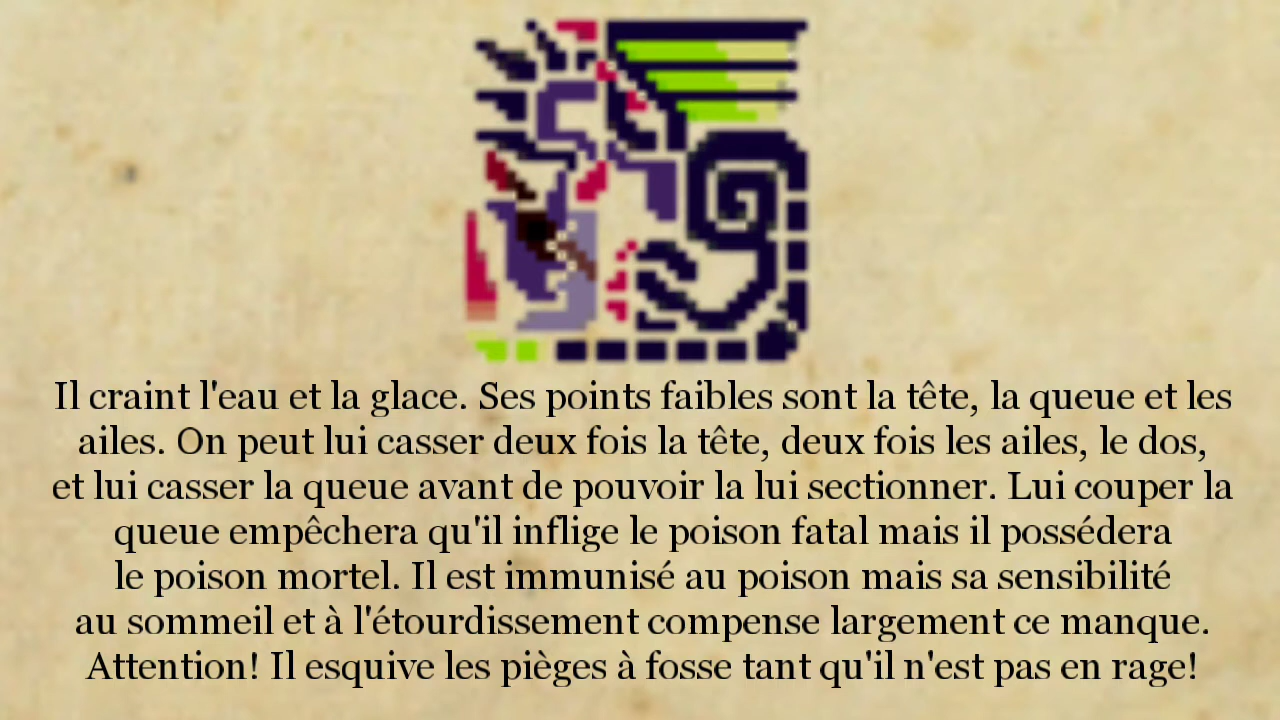 Il craint l'eau et la glace. Ses points faibles sont la tête, la queue et les
ailes. On peut lui casser deux fois la tête, deux fois les ailes, le dos,
et lui casser la queue avant de pouvoir la lui sectionner. Lui couper la
queue empêchera qu'il inflige le poison fatal mais il possédera
le poison mortel. Il est immunisé au poison mais sa sensibilité
au sommeil et à l'étourdissement compense largement ce manque.
Attention! Il esquive les pièges à fosse tant qu'il n'est pas en rage!